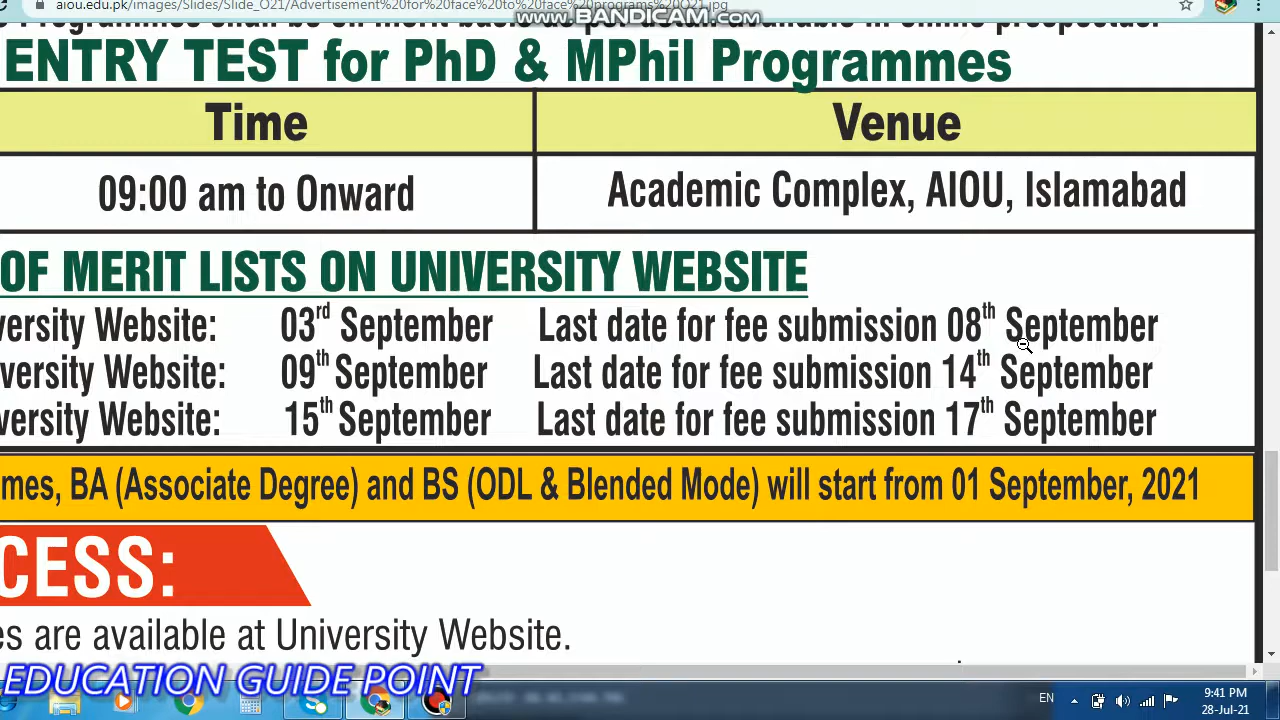 aiou.edu.pk/images/Slides/Slide_O21/Advertisement%20for%20face%20to%20face%20programs%20O21.jpg
www.BANDICAM.com
ENTRY TEST for PhD & MPhil Programmes
Time Venue
09:00 am to Onward Academic Complex, AIOU, Islamabad
OF MERIT LISTS ON UNIVERSITY WEBSITE
versity Website: 03rd September Last date for fee submission 08th September
versity Website: 09th September Last date for fee submission 14th September
versity Website: 15th September Last date for fee submission 17th September
mes, BA (Associate Degree) and BS (ODL & Blended Mode) will start from 01 September, 2021
CESS:
es are available at University Website.
EDUCATION GUIDE POINT
EN 9:41 PM
28-Jul-21